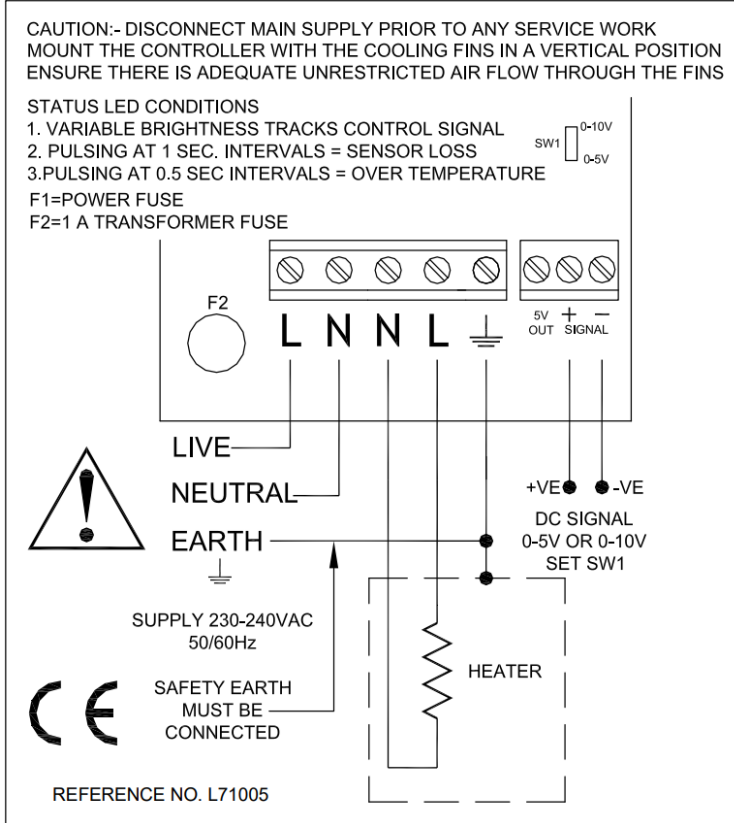 CAUTION:- DISCONNECT MAIN SUPPLY PRIOR TO ANY SERVICE WORK
MOUNT THE CONTROLLER WITH THE COOLING FINS IN A VERTICAL POSITION
ENSURE THERE IS ADEQUATE UNRESTRICTED AIR FLOW THROUGH THE FINS
STATUS LED CONDITIONS
1. VARIABLE BRIGHTNESS TRACKS CONTROL SIGNAL
2. PULSING AT 1 SEC. INTERVALS = SENSOR LOSS
3.PULSING AT 0.5 SEC INTERVALS = OVER TEMPERATURE
F1=POWER FUSE
F2=1 A TRANSFORMER FUSE
SW1
0-10V
0-5V
F2
L N N L
5V
OUT
+ −
SIGNAL
LIVE
NEUTRAL
EARTH
SUPPLY 230-240VAC
50/60Hz
SAFETY EARTH
MUST BE
CONNECTED
+VE
-VE
DC SIGNAL
0-5V OR 0-10V
SET SW1
HEATER
!
CE
REFERENCE NO. L71005